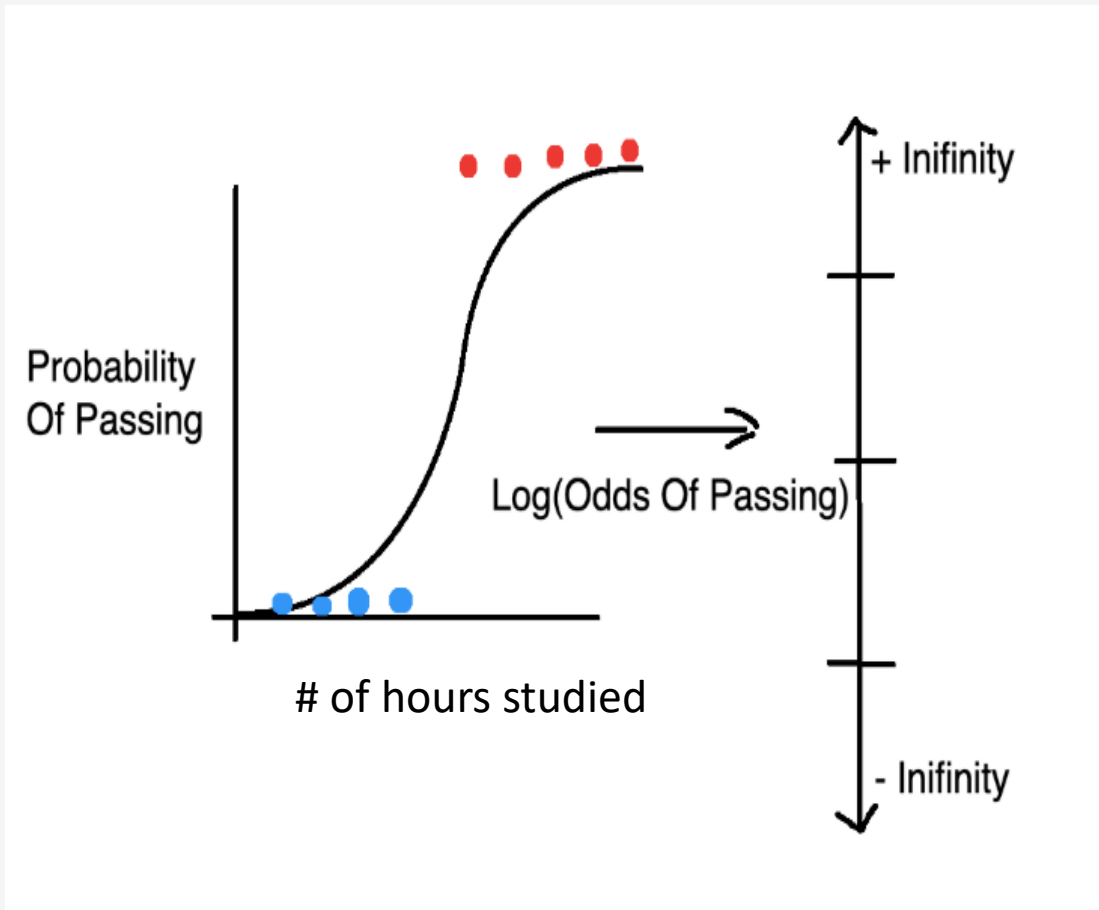 + Inifinity
Probability
Of Passing
Log(Odds Of Passing)
# of hours studied
- Inifinity